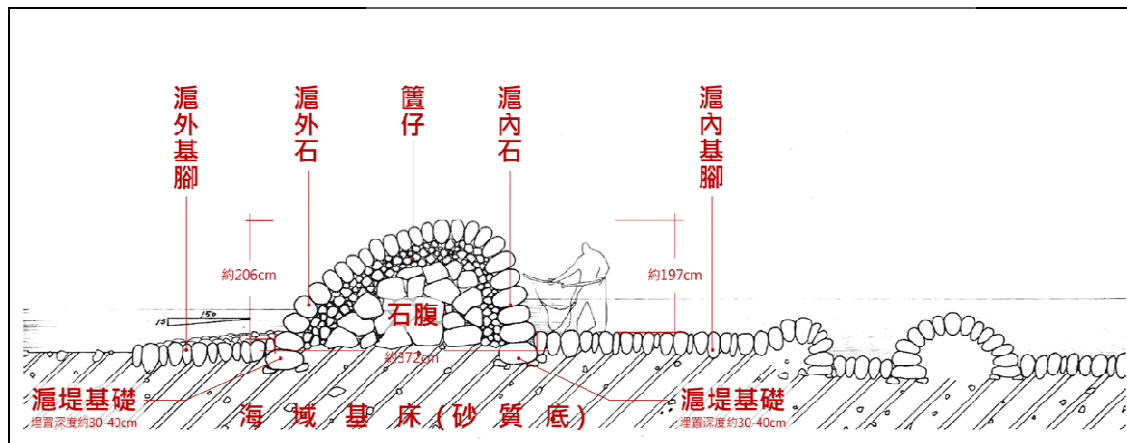 滬外基腳
滬外石
簣仔
滬內石
滬內基腳
約206cm
約197cm
15
150
石腹
約372cm
滬堤基礎
埋置深度約30-40cm
海域基床(砂質底)
滬堤基礎
埋置深度約30-40cm